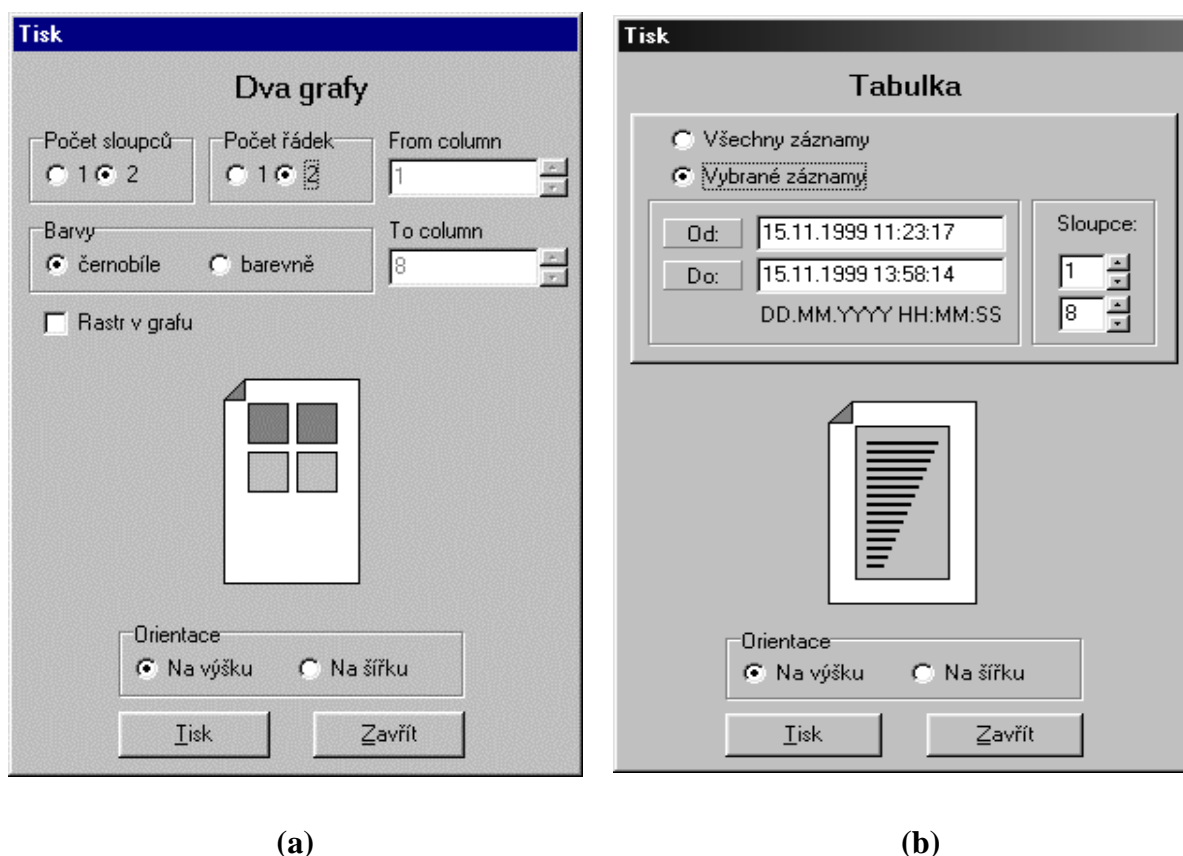 Tisk
Dva grafy
Počet sloupců
1 2
Počet řádek
1 2
From column
1
Barvy
černobíle barevně
To column
8
Rastr v grafu
Orientace
Na výšku Na šířku
Tisk Zavřít
(a)
Tisk
Tabulka
Všechny záznamy
Vybrané záznamy
Od: 15.11.1999 11:23:17
Do: 15.11.1999 13:58:14
DD.MM.YYYY HH:MM:SS
Sloupce:
1
8
Orientace
Na výšku Na šířku
Tisk Zavřít
(b)